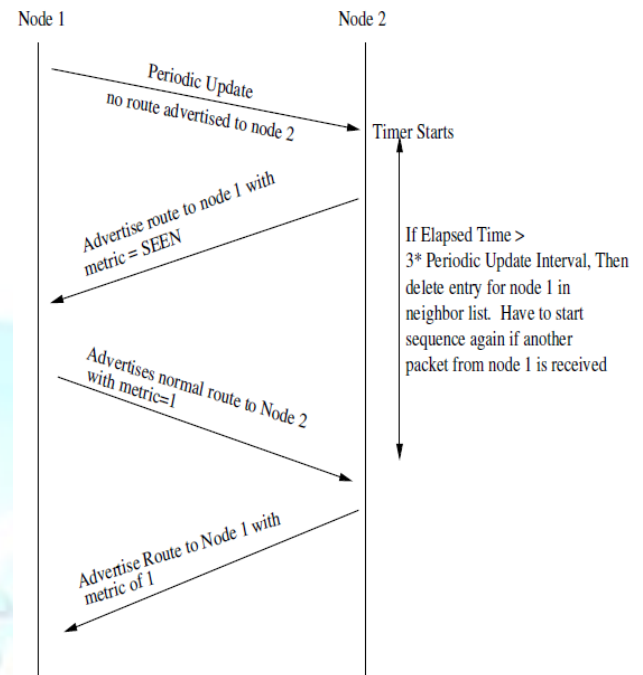 Node 1
Node 2
Periodic Update
no route advertised to node 2
Timer Starts
Advertise route to node 1 with
metric = SEEN
If Elapsed Time >
3* Periodic Update Interval, Then
delete entry for node 1 in
neighbor list. Have to start
sequence again if another
packet from node 1 is received
Advertises normal route to Node 2
with metric=1
Advertise Route to Node 1 with
metric of 1